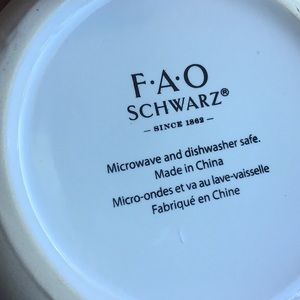 F·A·O
SCHWARZ®
– SINCE 1862 –
Microwave and dishwasher safe.
Made in China
Micro-ondes et va au lave-vaisselle
Fabriqué en Chine